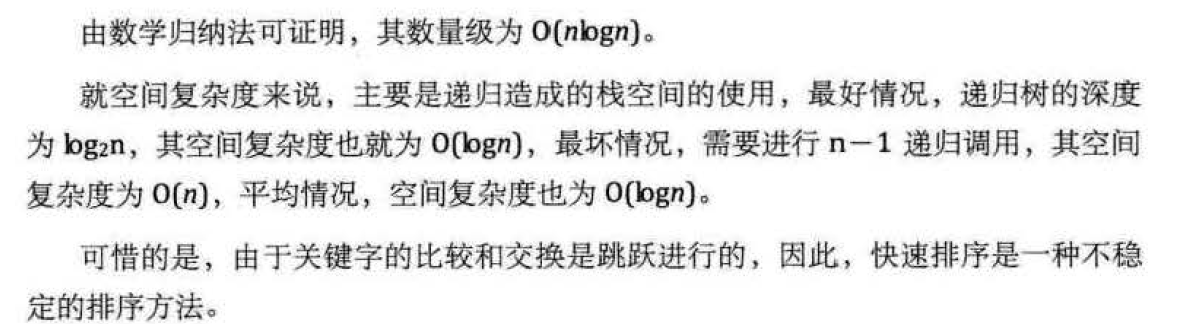 由数学归纳法可证明，其数量级为 O(nlogn)。
就空间复杂度来说，主要是递归造成的栈空间的使用，最好情况，递归树的深度
为 log₂n，其空间复杂度也就为 O(logn)，最坏情况，需要进行 n－1 递归调用，其空间
复杂度为 O(n)，平均情况，空间复杂度也为 O(logn)。
可惜的是，由于关键字的比较和交换是跳跃进行的，因此，快速排序是一种不稳
定的排序方法。